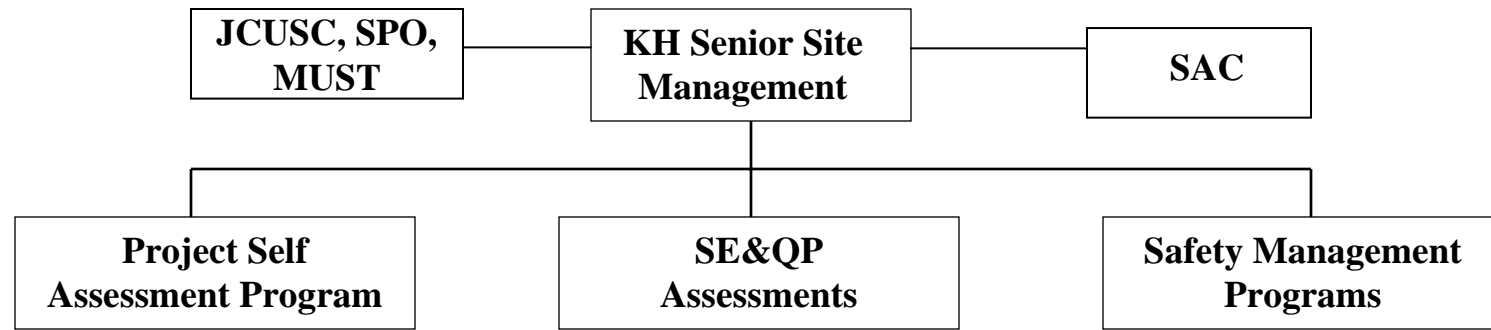 JCUSC, SPO,
MUST
KH Senior Site
Management
SAC
Project Self
Assessment Program
SE&QP
Assessments
Safety Management
Programs